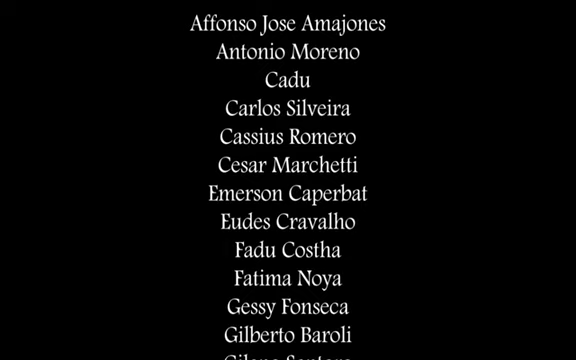 Affonso Jose Amajones
Antonio Moreno
Cadu
Carlos Silveira
Cassius Romero
Cesar Marchetti
Emerson Caperbat
Eudes Cravalho
Fadu Costha
Fatima Noya
Gessy Fonseca
Gilberto Baroli